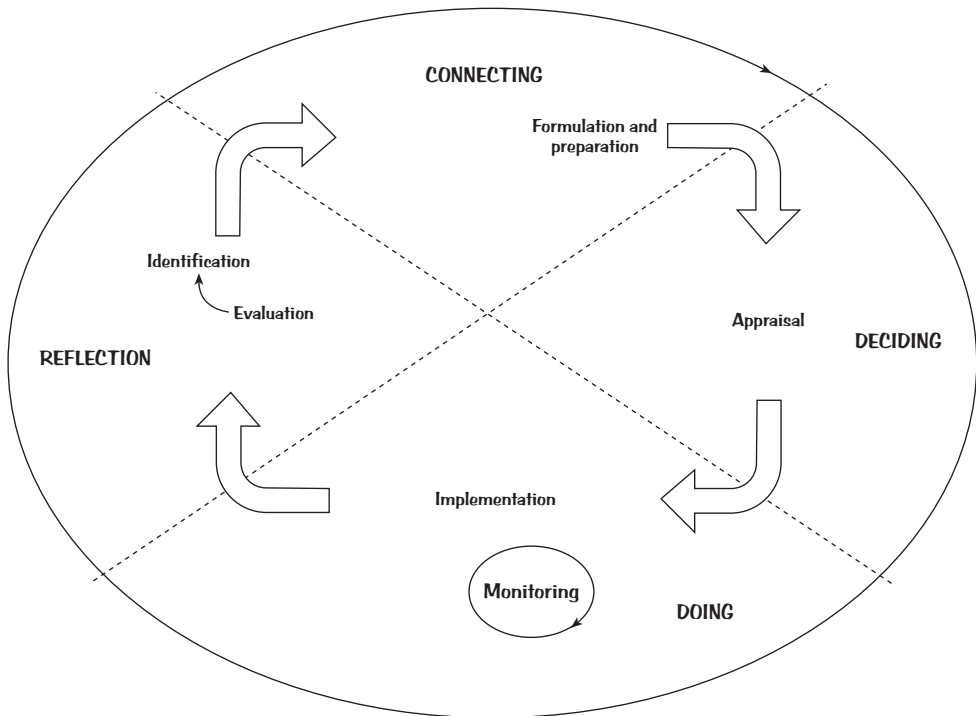 CONNECTING
Formulation and
preparation
Identification
Evaluation
Appraisal
DECIDING
REFLECTION
Implementation
Monitoring
DOING